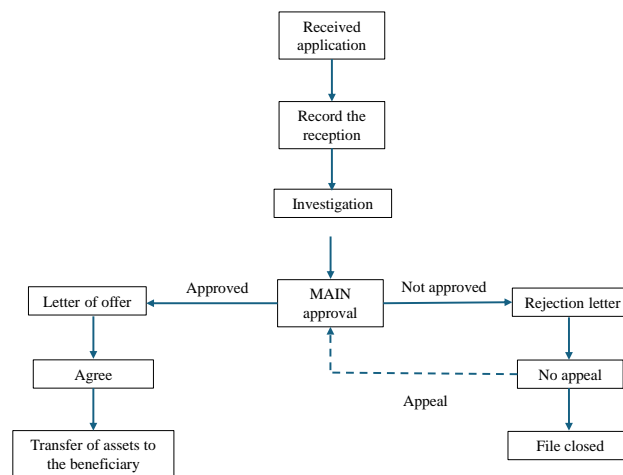 Received
application
Record the
reception
Investigation
Approved
MAIN
approval
Not approved
Letter of offer
Rejection letter
Agree
No appeal
Appeal
Transfer of assets to
the beneficiary
File closed